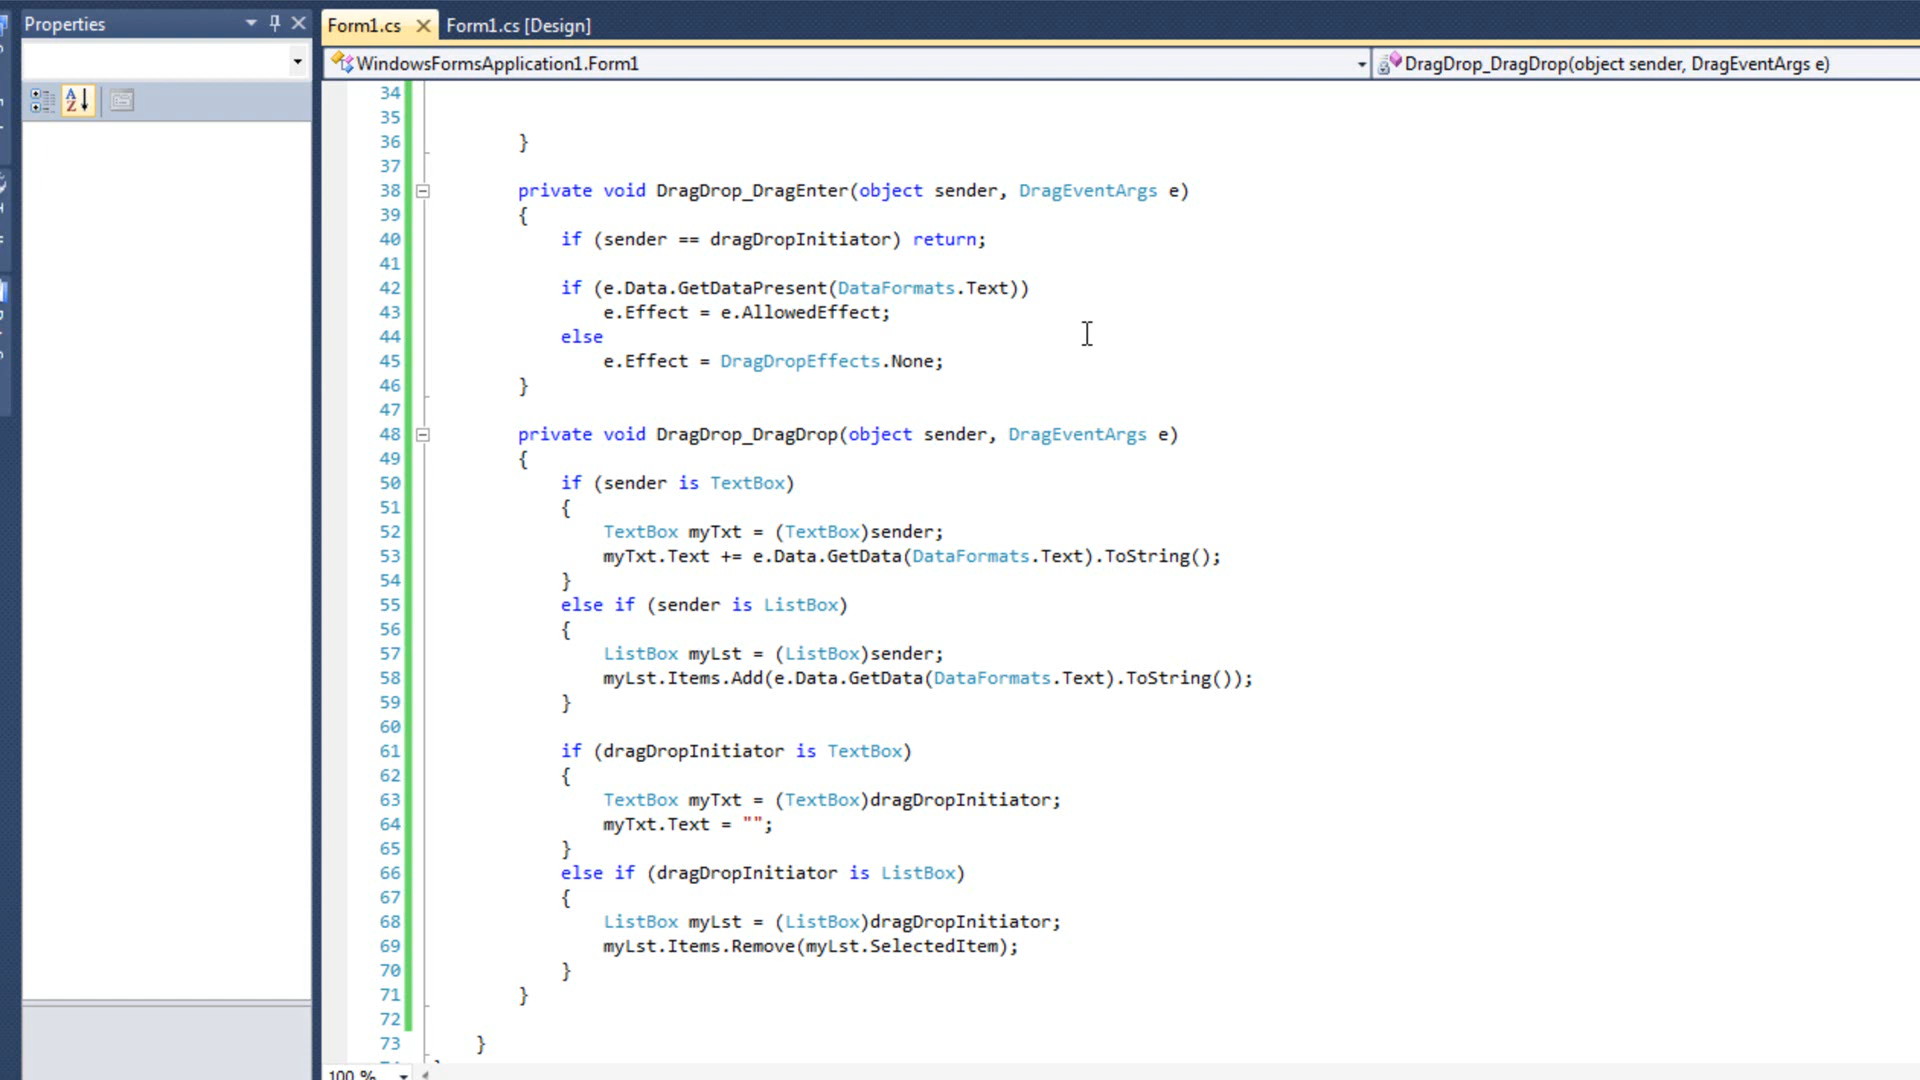 Properties
Form1.cs
Form1.cs [Design]
WindowsFormsApplication1.Form1
DragDrop_DragDrop(object sender, DragEventArgs e)
34
35
36 }
37
38 private void DragDrop_DragEnter(object sender, DragEventArgs e)
39 {
40 if (sender == dragDropInitiator) return;
41
42 if (e.Data.GetDataPresent(DataFormats.Text))
43 e.Effect = e.AllowedEffect;
44 else
45 e.Effect = DragDropEffects.None;
46 }
47
48 private void DragDrop_DragDrop(object sender, DragEventArgs e)
49 {
50 if (sender is TextBox)
51 {
52 TextBox myTxt = (TextBox)sender;
53 myTxt.Text += e.Data.GetData(DataFormats.Text).ToString();
54 }
55 else if (sender is ListBox)
56 {
57 ListBox myLst = (ListBox)sender;
58 myLst.Items.Add(e.Data.GetData(DataFormats.Text).ToString());
59 }
60
61 if (dragDropInitiator is TextBox)
62 {
63 TextBox myTxt = (TextBox)dragDropInitiator;
64 myTxt.Text = "";
65 }
66 else if (dragDropInitiator is ListBox)
67 {
68 ListBox myLst = (ListBox)dragDropInitiator;
69 myLst.Items.Remove(myLst.SelectedItem);
70 }
71 }
72
73 }
100 %